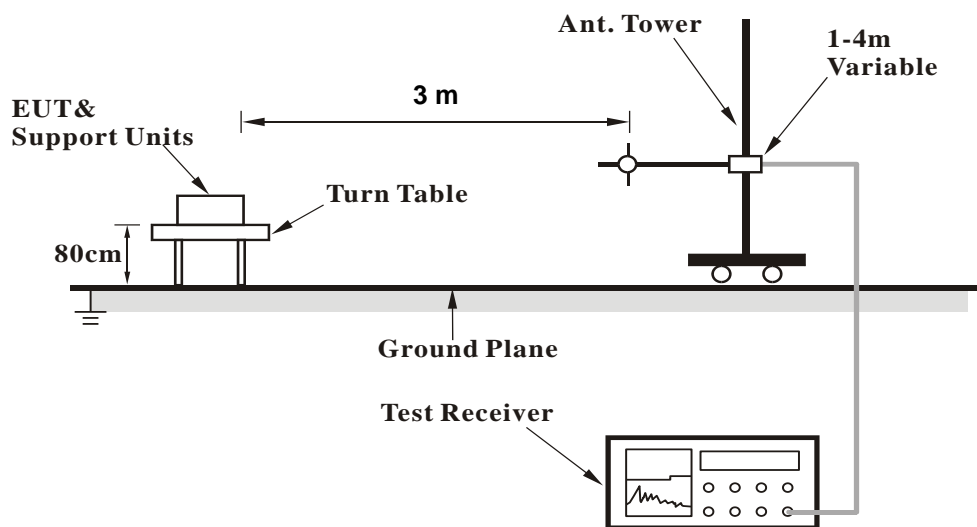 Ant. Tower
1-4m
Variable
3 m
EUT&
Support Units
Turn Table
80cm
Ground Plane
Test Receiver